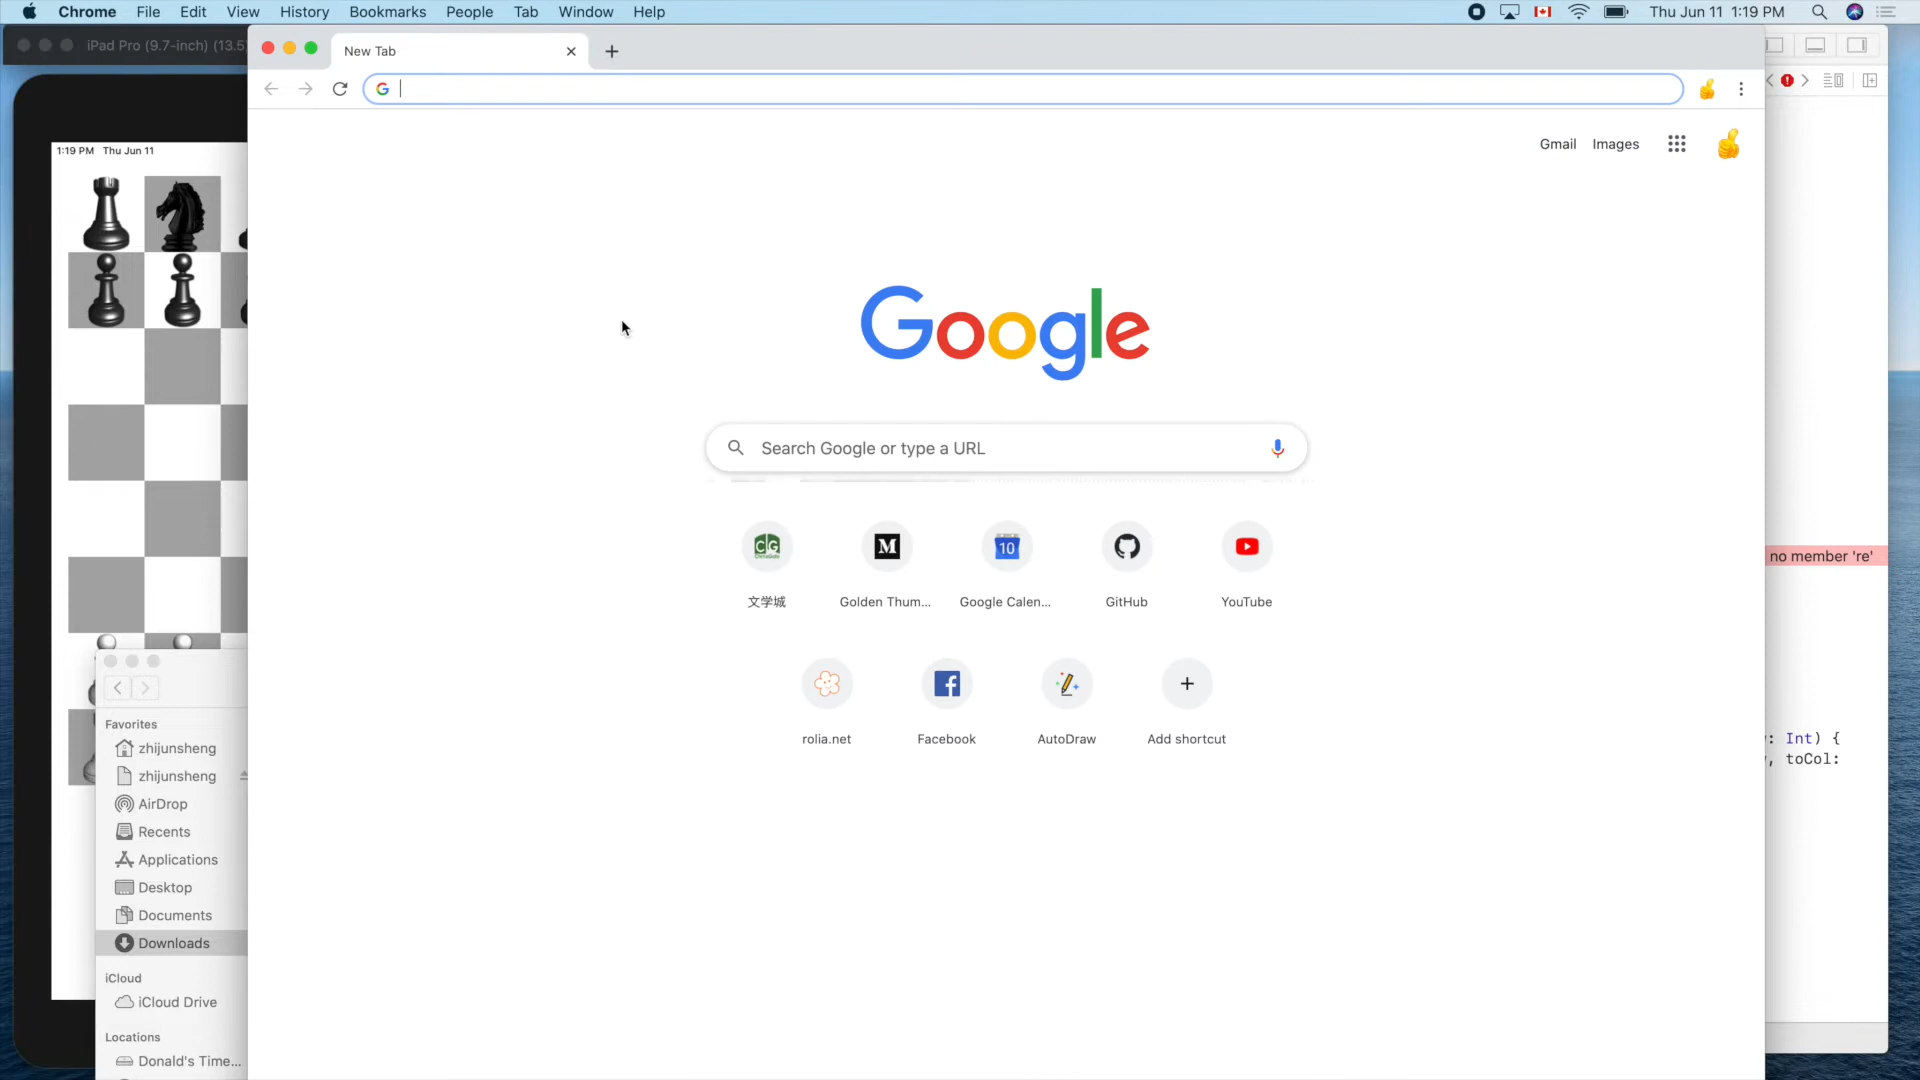 Chrome File Edit View History Bookmarks People Tab Window Help
Thu Jun 11 1:19 PM
iPad Pro (9.7-inch) (13.5
New Tab
1:19 PM Thu Jun 11
Gmail Images
Google
Search Google or type a URL
CG
M
10
文学城
Golden Thum...
Google Calen...
GitHub
YouTube
rolia.net
Facebook
AutoDraw
Add shortcut
no member 're'
: Int) {
, toCol:
Favorites
zhijunsheng
zhijunsheng
AirDrop
Recents
Applications
Desktop
Documents
Downloads
iCloud
iCloud Drive
Locations
Donald's Time...